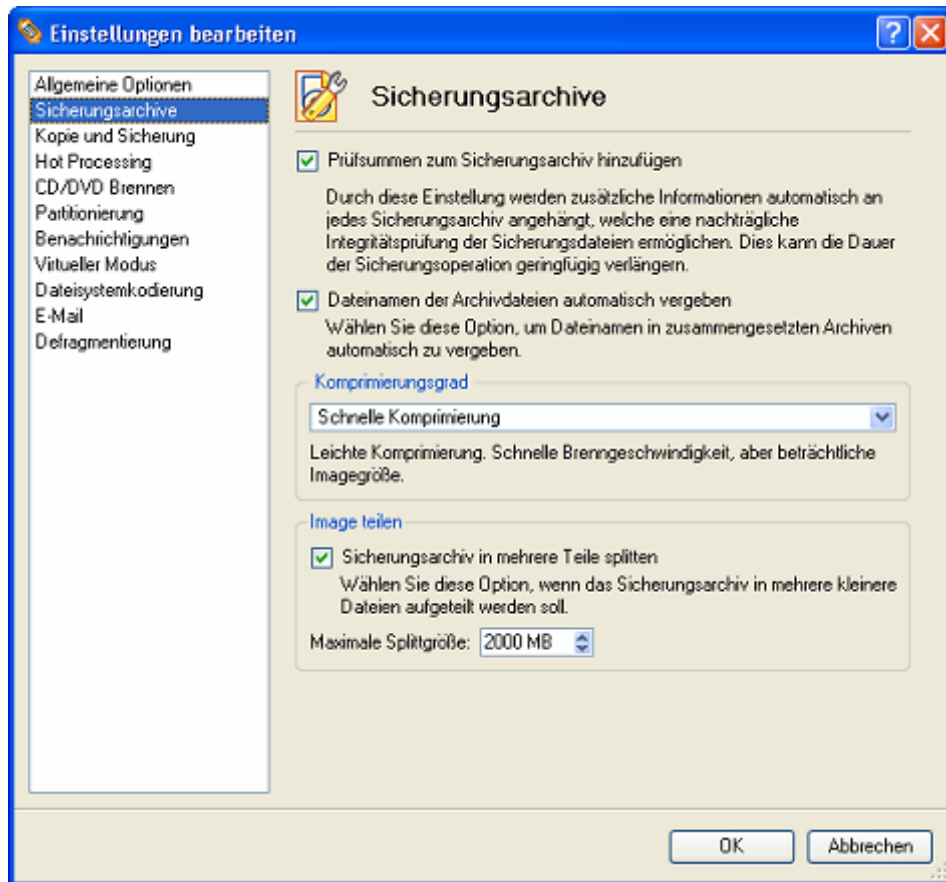 Einstellungen bearbeiten
Allgemeine Optionen
Sicherungsarchive
Kopie und Sicherung
Hot Processing
CD/DVD Brennen
Partitionierung
Benachrichtigungen
Virtueller Modus
Dateisystemkodierung
E-Mail
Defragmentierung
Sicherungsarchive
Prüfsummen zum Sicherungsarchiv hinzufügen
Durch diese Einstellung werden zusätzliche Informationen automatisch an
jedes Sicherungsarchiv angehängt, welche eine nachträgliche
Integritätsprüfung der Sicherungsdateien ermöglichen. Dies kann die Dauer
der Sicherungsoperation geringfügig verlängern.
Dateinamen der Archivdateien automatisch vergeben
Wählen Sie diese Option, um Dateinamen in zusammengesetzten Archiven
automatisch zu vergeben.
Komprimierungsgrad
Schnelle Komprimierung
Leichte Komprimierung. Schnelle Brenngeschwindigkeit, aber beträchtliche
Imagegröße.
Image teilen
Sicherungsarchiv in mehrere Teile splitten
Wählen Sie diese Option, wenn das Sicherungsarchiv in mehrere kleinere
Dateien aufgeteilt werden soll.
Maximale Splittgröße: 2000 MB
OK Abbrechen